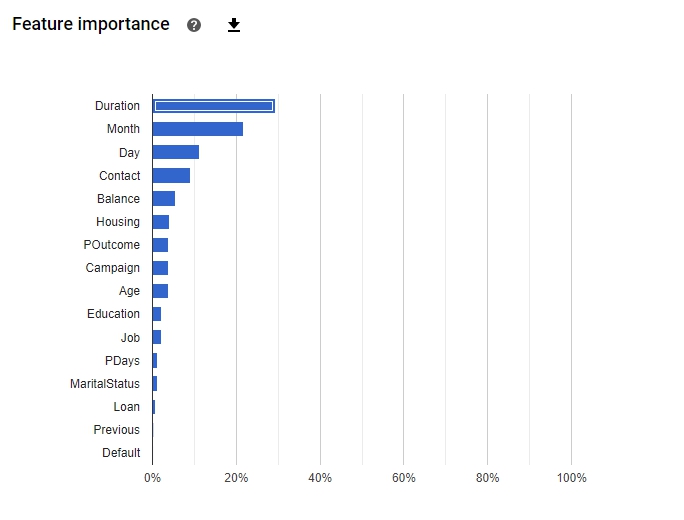 Feature importance
Duration
Month
Day
Contact
Balance
Housing
POutcome
Campaign
Age
Education
Job
PDays
MaritalStatus
Loan
Previous
Default
0% 20% 40% 60% 80% 100%